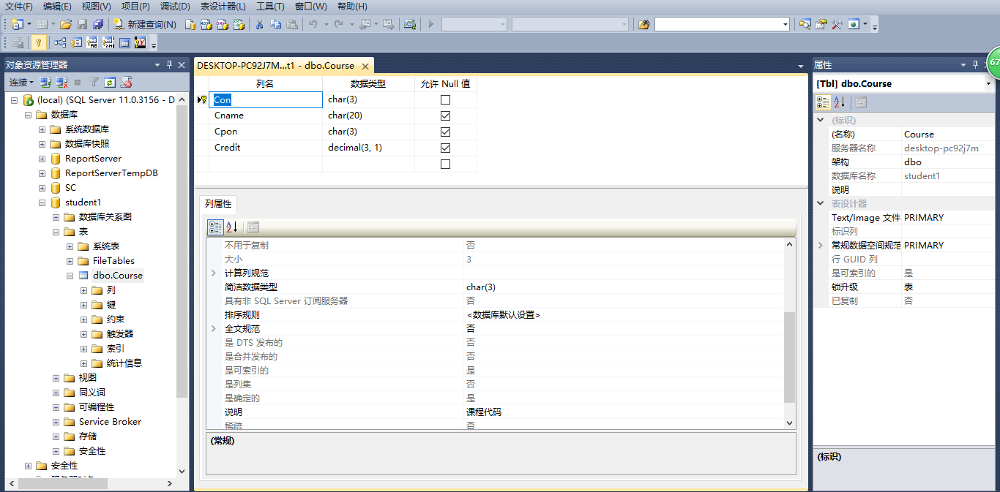 文件(F) 编辑(E) 视图(V) 项目(P) 调试(D) 表设计器(L) 工具(T) 窗口(W) 帮助(H)
新建查询(N)
对象资源管理器
连接
(local) (SQL Server 11.0.3156 - D
数据库
系统数据库
数据库快照
ReportServer
ReportServerTempDB
SC
student1
数据库关系图
表
系统表
FileTables
dbo.Course
列
键
约束
触发器
索引
统计信息
视图
同义词
可编程性
Service Broker
存储
安全性
安全性
DESKTOP-PC92J7M...t1 - dbo.Course
列名 数据类型 允许 Null 值
Con char(3)
Cname char(20)
Cpon char(3)
Credit decimal(3, 1)
列属性
不用于复制 否
大小 3
计算列规范
简洁数据类型 char(3)
具有非 SQL Server 订阅服务器 否
排序规则 <数据库默认设置>
全文规范 否
是 DTS 发布的 否
是合并发布的 否
是可索引的 是
是列集 否
是确定的 是
说明 课程代码
稀疏 否
(常规)
属性
67
[Tbl] dbo.Course
(标识)
(名称) Course
服务器名称 desktop-pc92j7m
架构 dbo
数据库名称 student1
说明
表设计器
Text/Image 文件 PRIMARY
标识列
常规数据空间规范 PRIMARY
行 GUID 列
是可索引的 是
锁升级 表
已复制 否
(标识)